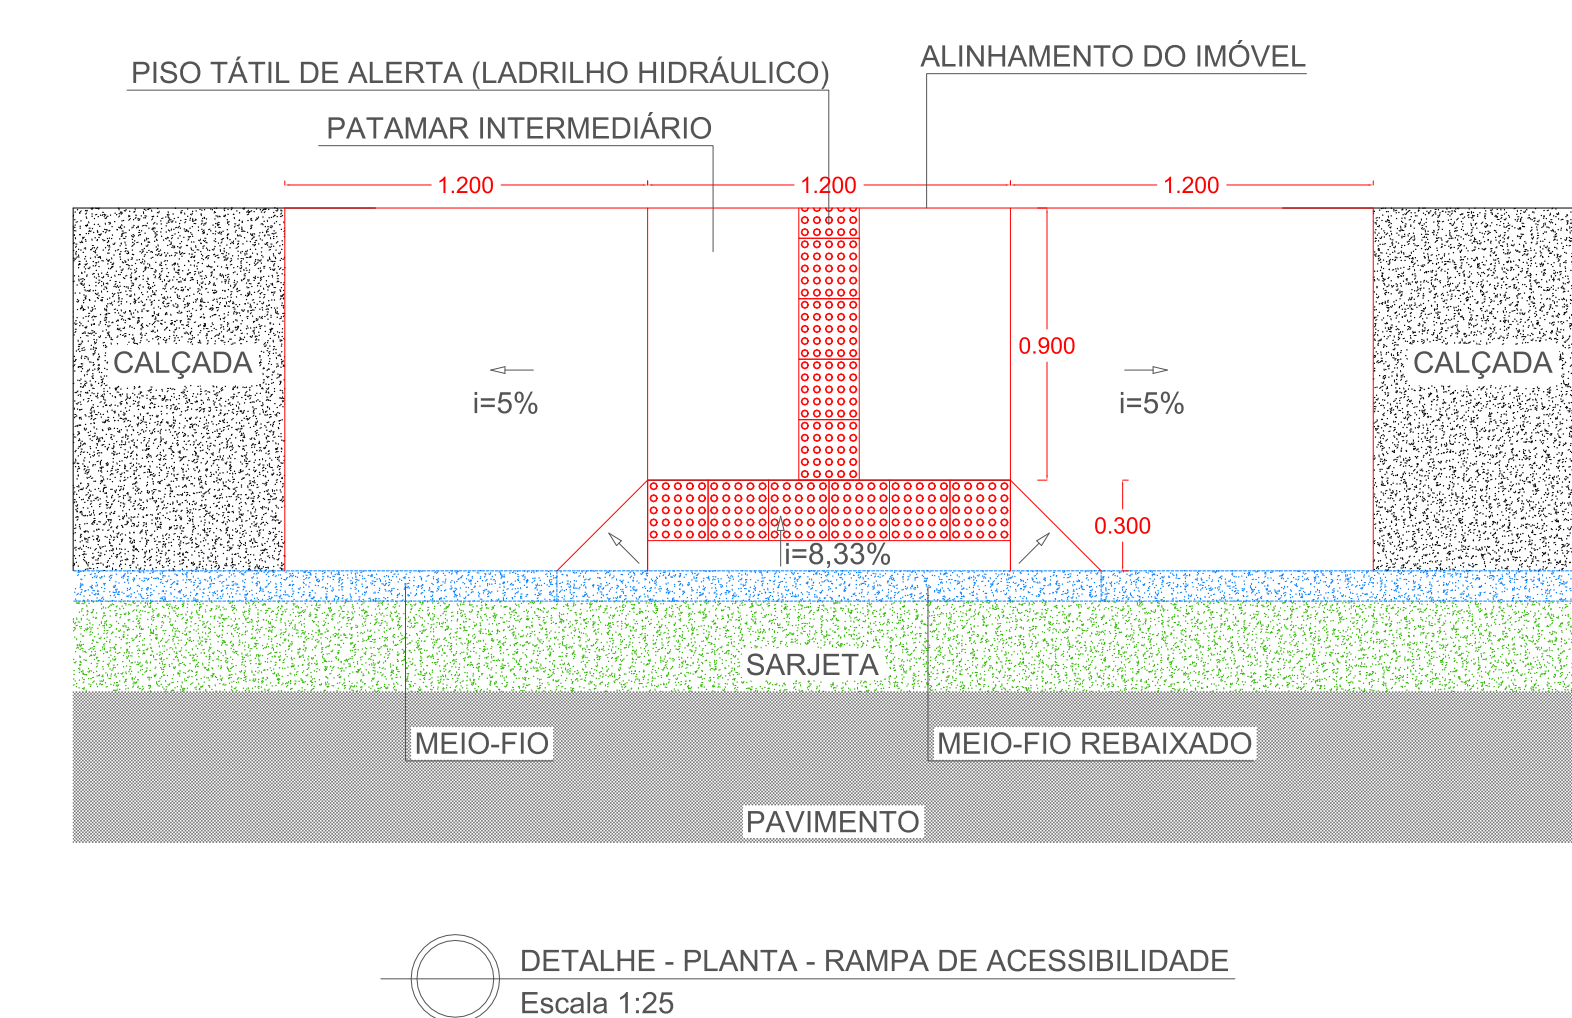 ALINHAMENTO DO IMÓVEL
PISO TÁTIL DE ALERTA (LADRILHO HIDRÁULICO)
PATAMAR INTERMEDIÁRIO
1.200
1.200
1.200
CALÇADA
0.900
CALÇADA
i=5%
i=5%
0.300
i=8,33%
SARJETA
MEIO-FIO
MEIO-FIO REBAIXADO
PAVIMENTO
DETALHE - PLANTA - RAMPA DE ACESSIBILIDADE
Escala 1:25